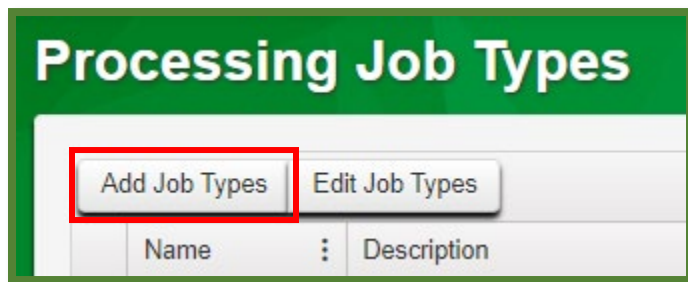 Processing Job Types
Add Job Types Edit Job Types
Name Description